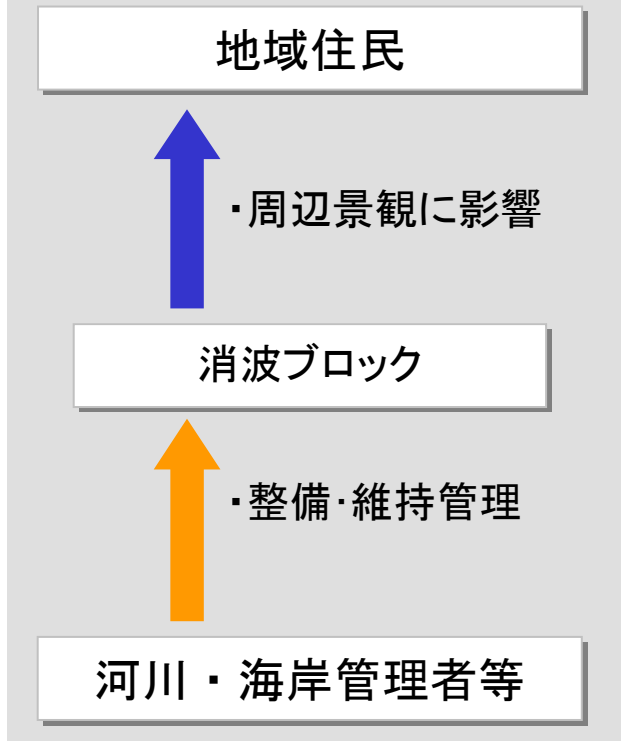 地域住民
・周辺景観に影響
消波ブロック
・整備・維持管理
河川・海岸管理者等